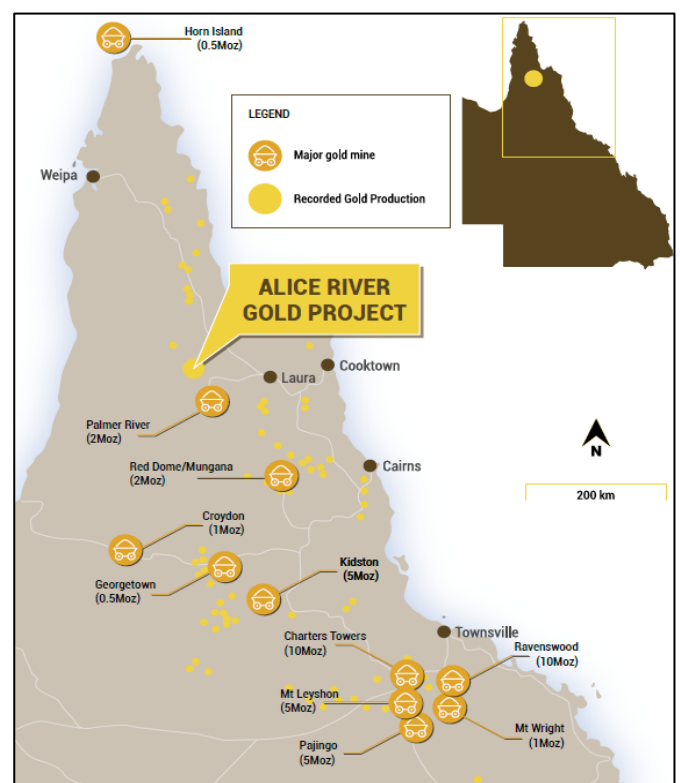 Horn Island
(0.5Moz)
LEGEND
Major gold mine
Recorded Gold Production
Weipa
ALICE RIVER
GOLD PROJECT
Cooktown
Laura
Palmer River
(2Moz)
N
Red Dome/Mungana
(2Moz)
Cairns
200 km
Croydon
(1Moz)
Georgetown
(0.5Moz)
Kidston
(5Moz)
Townsville
Charters Towers
(10Moz)
Ravenswood
(10Moz)
Mt Leyshon
(5Moz)
Mt Wright
(1Moz)
Pajingo
(5Moz)